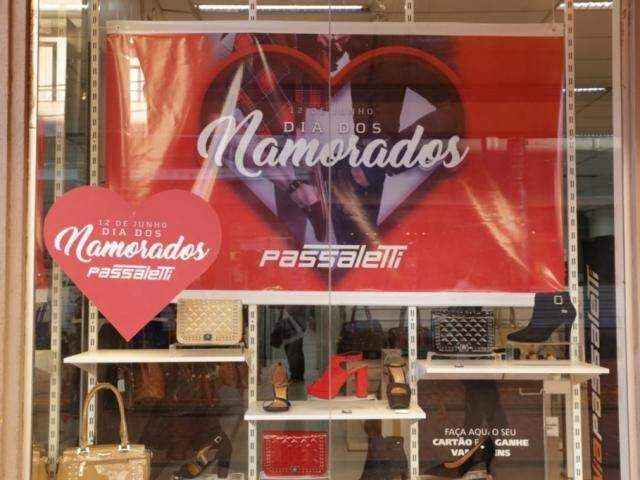 12 DE JUNHO
DIA DOS
Namorados
PASSALETTI
12 DE JUNHO
DIA DOS
Namorados
PASSALETTI
FAÇA AQUI O SEU
CARTÃO E GANHE
PASSALETTI